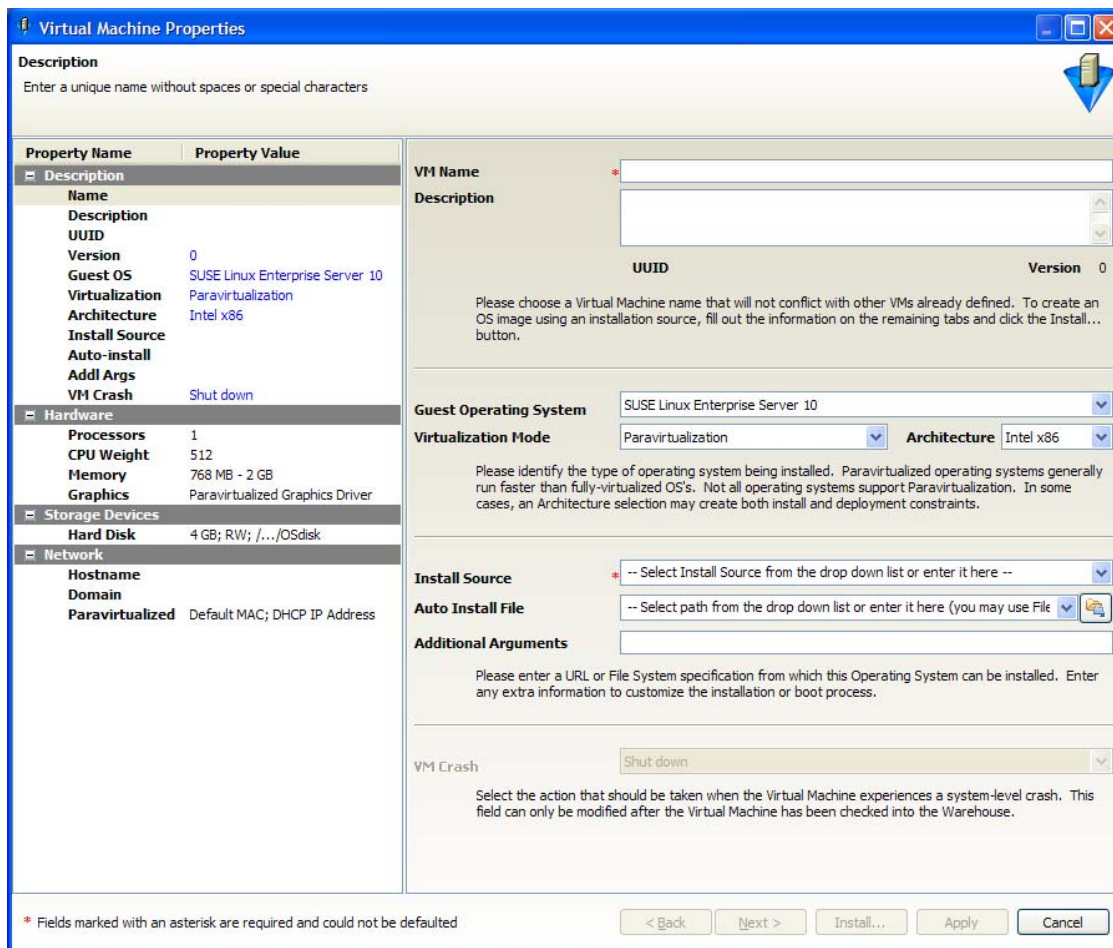 Virtual Machine Properties
Description
Enter a unique name without spaces or special characters
Property Name Property Value
Description
Name
Description
UUID
Version 0
Guest OS SUSE Linux Enterprise Server 10
Virtualization Paravirtualization
Architecture Intel x86
Install Source
Auto-install
Addl Args
VM Crash Shut down
Hardware
Processors 1
CPU Weight 512
Memory 768 MB - 2 GB
Graphics Paravirtualized Graphics Driver
Storage Devices
Hard Disk 4 GB; RW; /.../OSdisk
Network
Hostname
Domain
Paravirtualized Default MAC; DHCP IP Address
VM Name *
Description
UUID Version 0
Please choose a Virtual Machine name that will not conflict with other VMs already defined. To create an
OS image using an installation source, fill out the information on the remaining tabs and click the Install...
button.
Guest Operating System SUSE Linux Enterprise Server 10
Virtualization Mode Paravirtualization Architecture Intel x86
Please identify the type of operating system being installed. Paravirtualized operating systems generally
run faster than fully-virtualized OS's. Not all operating systems support Paravirtualization. In some
cases, an Architecture selection may create both install and deployment constraints.
Install Source * -- Select Install Source from the drop down list or enter it here --
Auto Install File -- Select path from the drop down list or enter it here (you may use File
Additional Arguments
Please enter a URL or File System specification from which this Operating System can be installed. Enter
any extra information to customize the installation or boot process.
VM Crash Shut down
Select the action that should be taken when the Virtual Machine experiences a system-level crash. This
field can only be modified after the Virtual Machine has been checked into the Warehouse.
* Fields marked with an asterisk are required and could not be defaulted
< Back Next > Install... Apply Cancel